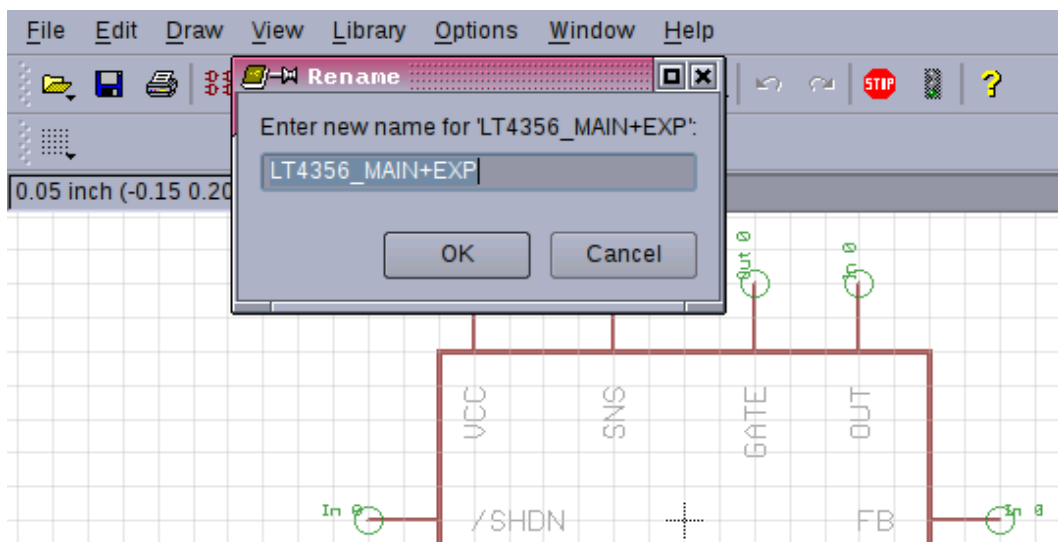 File Edit Draw View Library Options Window Help
Rename
STOP
?
Enter new name for 'LT4356_MAIN+EXP':
LT4356_MAIN+EXP
0.05 inch (-0.15 0.20
OK Cancel
Out 0
In 0
VCC
SNS
GATE
OUT
In 0
/SHDN
FB
In 0